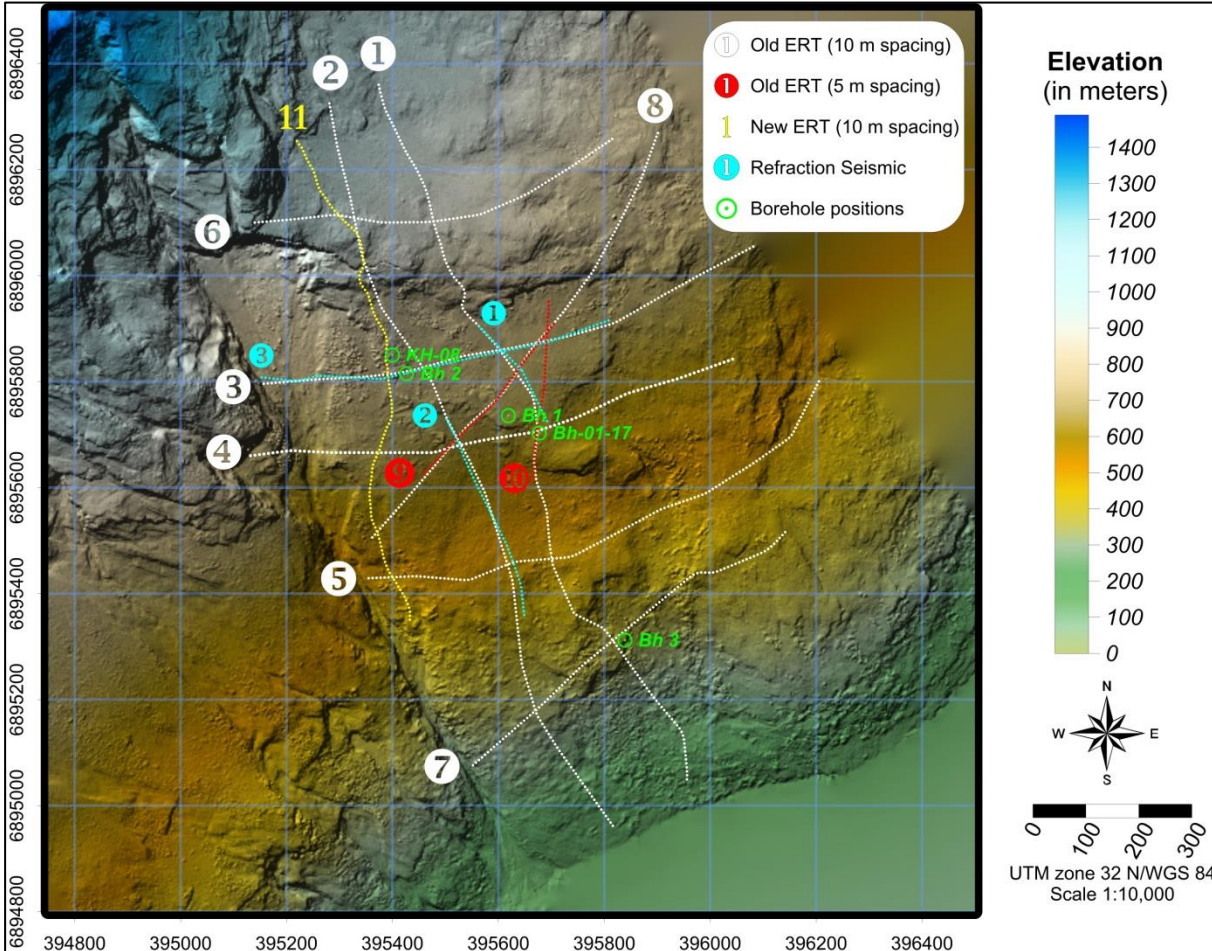 6896400
6896200
6896000
6895800
6895600
6895400
6895200
6895000
6894800
394800
395000
395200
395400
395600
395800
396000
396200
396400
1
2
8
11
6
1
3
KH-08
Bh 2
3
2
Bh 1
Bh-01-17
4
9
10
5
Bh 3
7
1 Old ERT (10 m spacing)
1 Old ERT (5 m spacing)
1 New ERT (10 m spacing)
1 Refraction Seismic
Borehole positions
Elevation
(in meters)
1400
1300
1200
1100
1000
900
800
700
600
500
400
300
200
100
0
N
W E
S
0 100 200 300
UTM zone 32 N/WGS 84
Scale 1:10,000